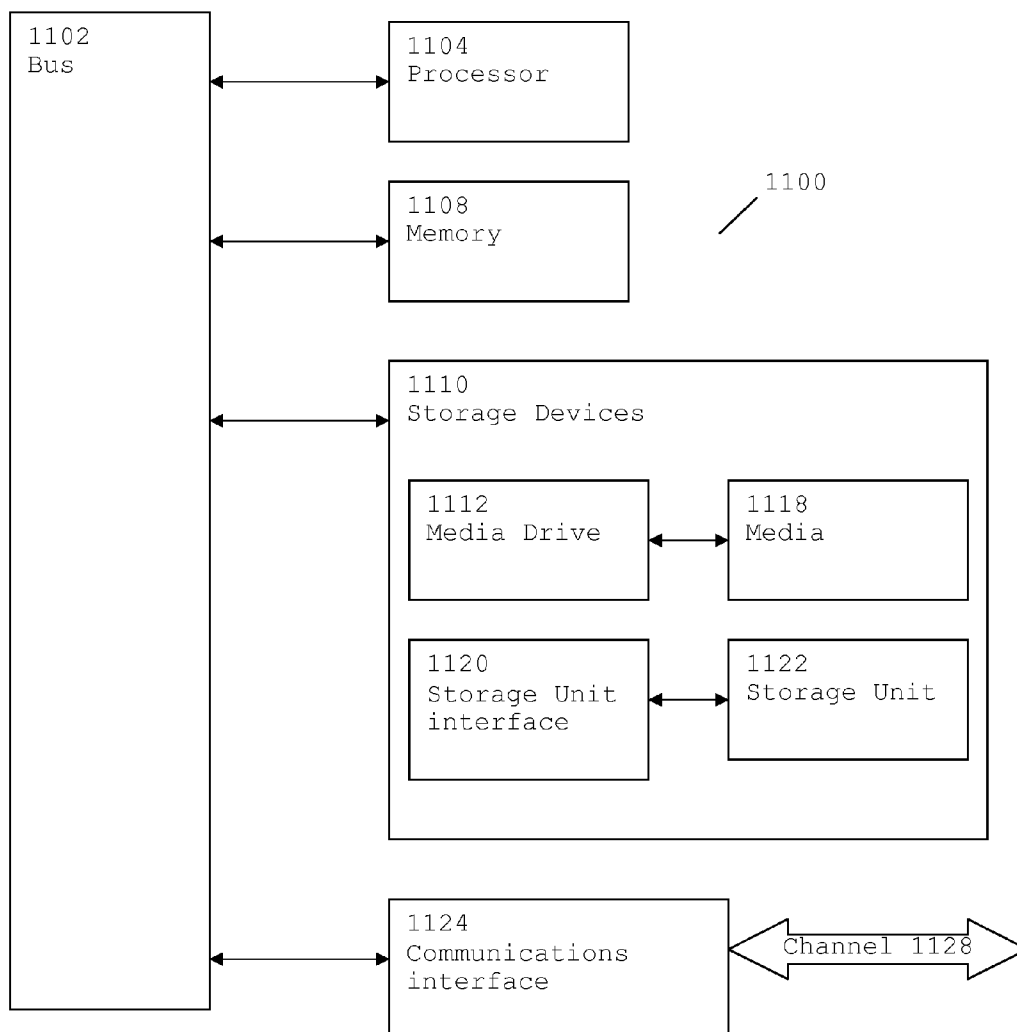 1102
Bus
1104
Processor
1100
1108
Memory
1110
Storage Devices
1112
Media Drive
1118
Media
1120
Storage Unit
interface
1122
Storage Unit
1124
Communications
interface
Channel 1128